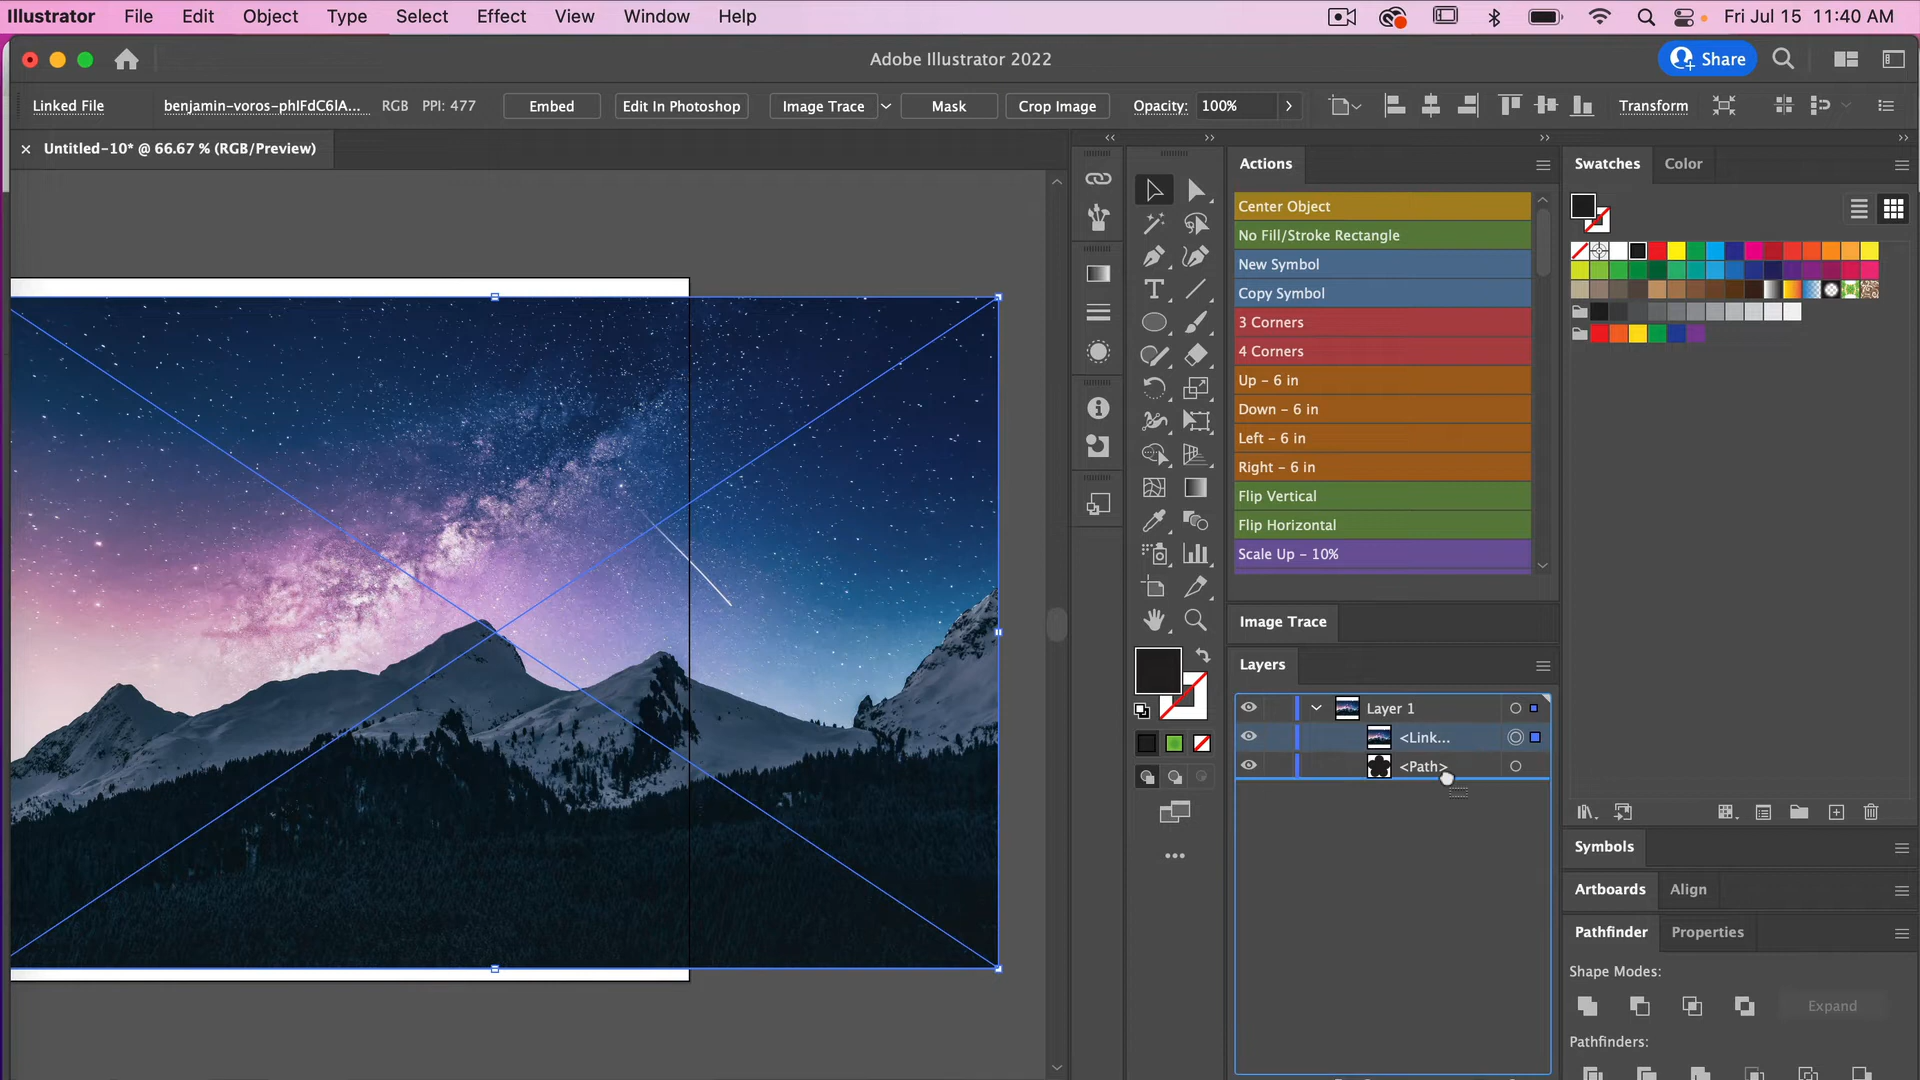 Illustrator File Edit Object Type Select Effect View Window Help Fri Jul 15 11:40 AM
Adobe Illustrator 2022
Share
Linked File benjamin-voros-phIFdC6lA... RGB PPI: 477 Embed Edit In Photoshop Image Trace Mask Crop Image Opacity: 100% Transform
Untitled-10* @ 66.67 % (RGB/Preview)
Actions
Center Object
No Fill/Stroke Rectangle
New Symbol
Copy Symbol
3 Corners
4 Corners
Up - 6 in
Down - 6 in
Left - 6 in
Right - 6 in
Flip Vertical
Flip Horizontal
Scale Up - 10%
Image Trace
Layers
Layer 1
<Link...
<Path>
Swatches Color
Symbols
Artboards Align
Pathfinder Properties
Shape Modes:
Expand
Pathfinders: